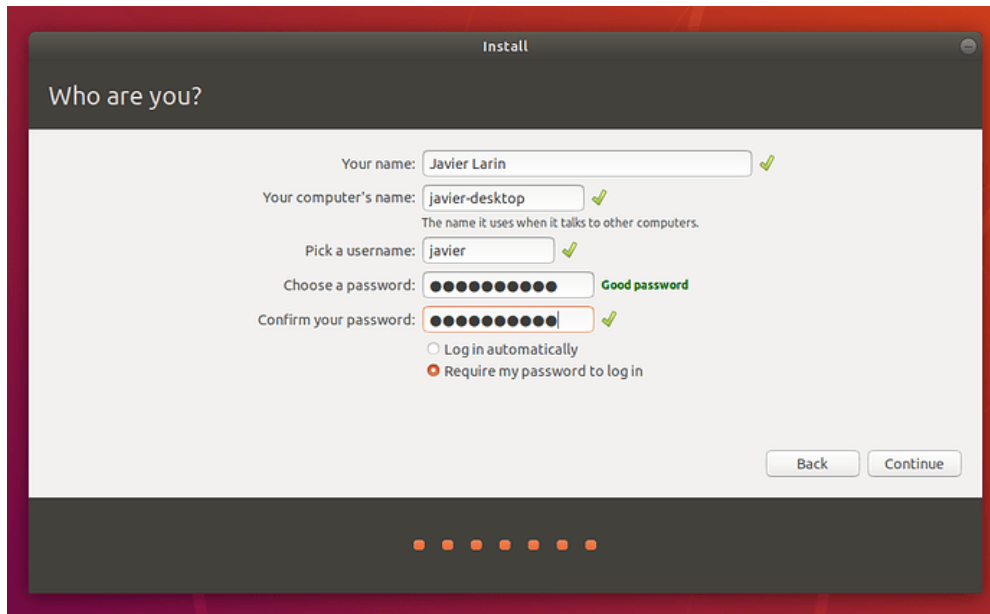 Install
Who are you?
Your name: Javier Larin
Your computer's name: javier-desktop
The name it uses when it talks to other computers.
Pick a username: javier
Choose a password: ●●●●●●●●●● Good password
Confirm your password: ●●●●●●●●●●
Log in automatically
Require my password to log in
Back Continue